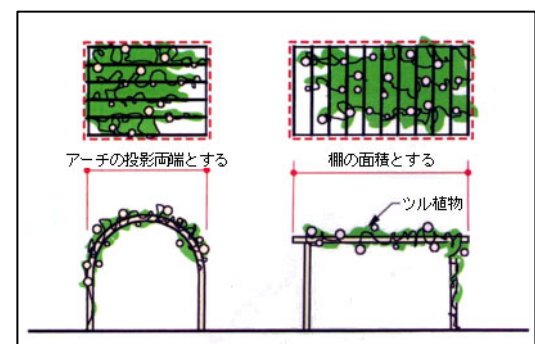 アーチの投影両端とする
棚の面積とする
ツル植物